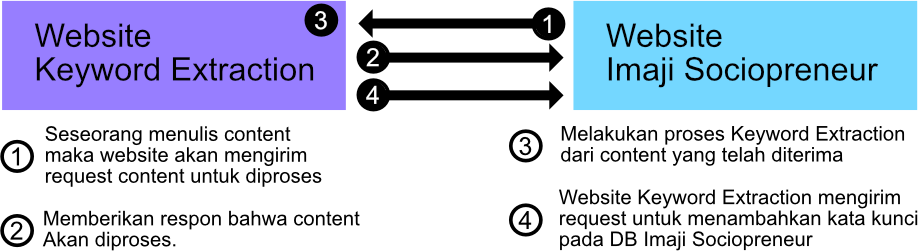 Website
Keyword Extraction
3
1
2
4
Website
Imaji Sociopreneur
1
Seseorang menulis content
maka website akan mengirim
request content untuk diproses
2
Memberikan respon bahwa content
Akan diproses.
3
Melakukan proses Keyword Extraction
dari content yang telah diterima
4
Website Keyword Extraction mengirim
request untuk menambahkan kata kunci
pada DB Imaji Sociopreneur